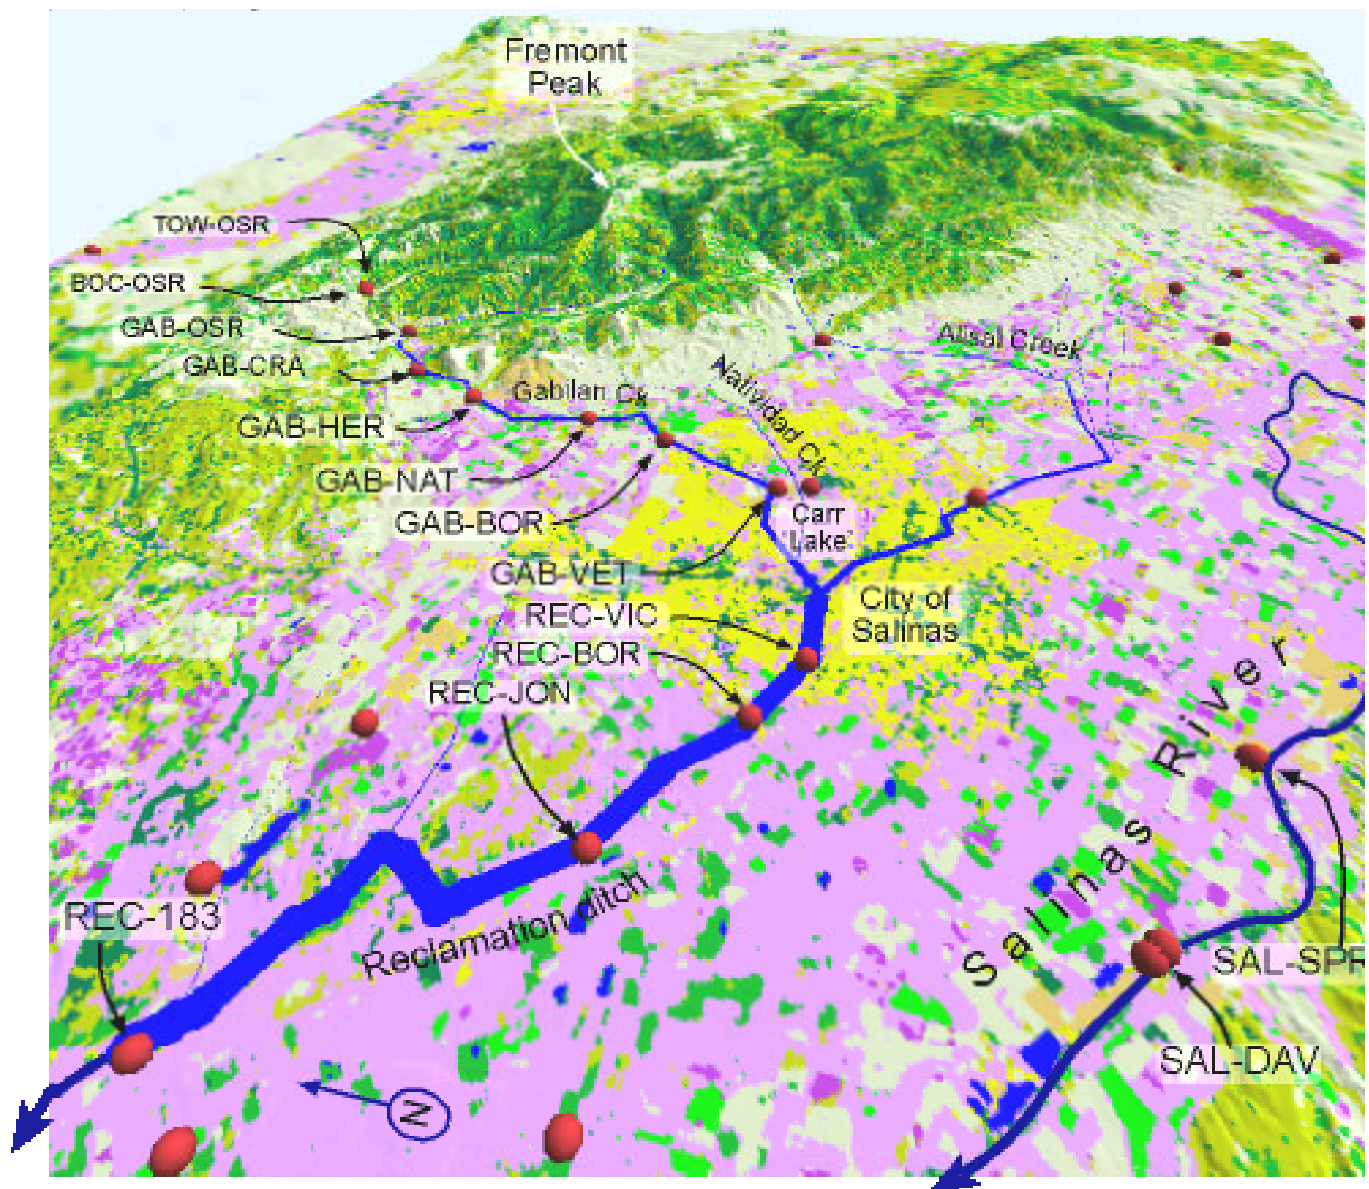 Fremont
Peak
TOW-OSR
BOC-OSR
GAB-OSR
GAB-CRA
GAB-HER
GAB-NAT
GAB-BOR
GAB-VET
Gabilan Ck
Natividad Ck
Alisal Creek
Carr
Lake
City of
Salinas
REC-VIC
REC-BOR
REC-JON
REC-183
Reclamation ditch
Salinas River
SAL-SPR
SAL-DAV
N